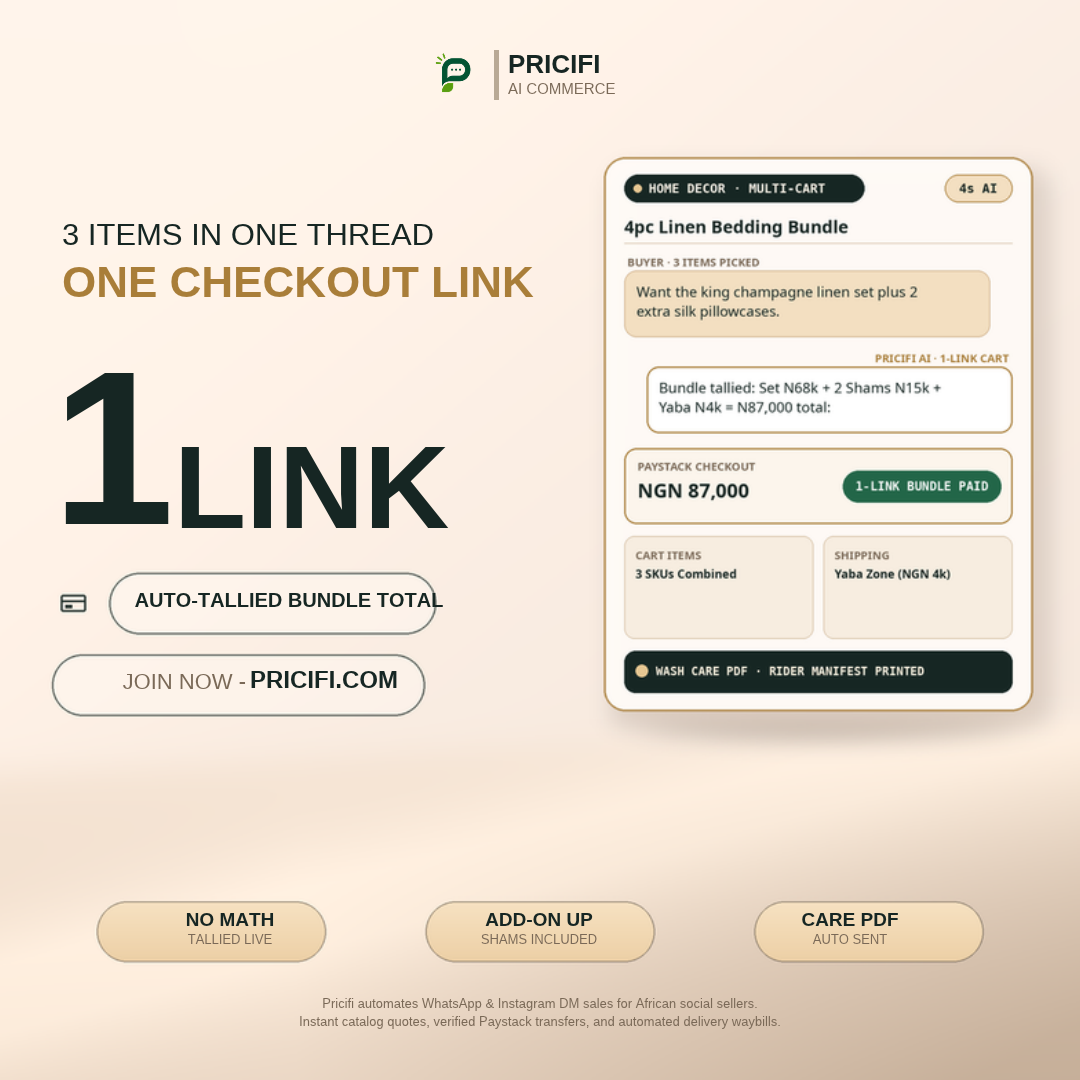 PRICIFI
AI COMMERCE
3 ITEMS IN ONE THREAD
ONE CHECKOUT LINK
1 LINK
AUTO-TALLIED BUNDLE TOTAL
JOIN NOW - PRICIFI.COM
HOME DECOR · MULTI-CART
4s AI
4pc Linen Bedding Bundle
BUYER · 3 ITEMS PICKED
Want the king champagne linen set plus 2
extra silk pillowcases.
PRICIFI AI · 1-LINK CART
Bundle tallied: Set N68k + 2 Shams N15k +
Yaba N4k = N87,000 total:
PAYSTACK CHECKOUT
NGN 87,000
1-LINK BUNDLE PAID
CART ITEMS
3 SKUs Combined
SHIPPING
Yaba Zone (NGN 4k)
WASH CARE PDF · RIDER MANIFEST PRINTED
NO MATH
TALLIED LIVE
ADD-ON UP
SHAMS INCLUDED
CARE PDF
AUTO SENT
Pricifi automates WhatsApp & Instagram DM sales for African social sellers.
Instant catalog quotes, verified Paystack transfers, and automated delivery waybills.